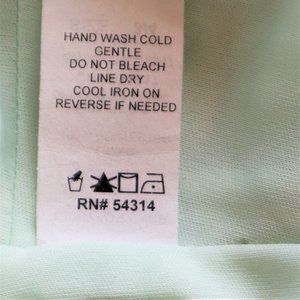 HAND WASH COLD
GENTLE
DO NOT BLEACH
LINE DRY
COOL IRON ON
REVERSE IF NEEDED
RN# 54314